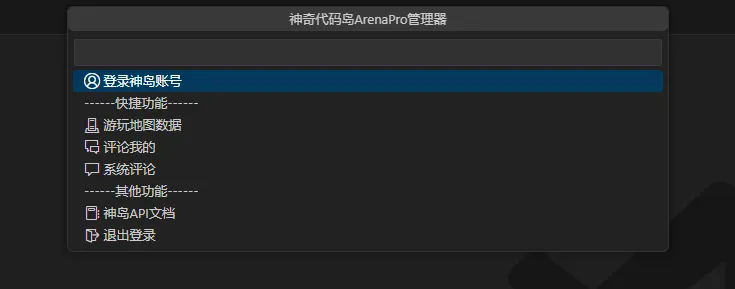 神奇代码岛ArenaPro管理器
登录神岛账号
------快捷功能------
游玩地图数据
评论我的
系统评论
------其他功能------
神岛API文档
退出登录